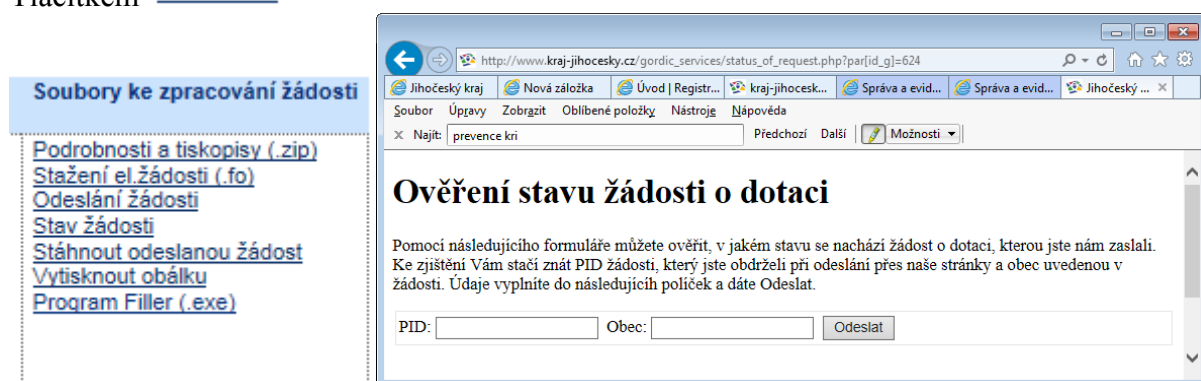 Soubory ke zpracování žádosti
Podrobnosti a tiskopisy (.zip)
Stažení el.žádosti (.fo)
Odeslání žádosti
Stav žádosti
Stáhnout odeslanou žádost
Vytisknout obálku
Program Filler (.exe)
http://www.kraj-jihocesky.cz/gordic_services/status_of_request.php?par[id_g]=624
Jihočeský kraj Nová záložka Úvod | Registr... kraj-jihocesk... Správa a evid... Správa a evid... Jihočeský ...
Soubor Úpravy Zobrazit Oblíbené položky Nástroje Nápověda
Najít: prevence kri Předchozí Další Možnosti
Ověření stavu žádosti o dotaci
Pomocí následujícího formuláře můžete ověřit, v jakém stavu se nachází žádost o dotaci, kterou jste nám zaslali.
Ke zjištění Vám stačí znát PID žádosti, který jste obdrželi při odeslání přes naše stránky a obec uvedenou v
žádosti. Údaje vyplníte do následujícíh políček a dáte Odeslat.
PID: Obec: Odeslat